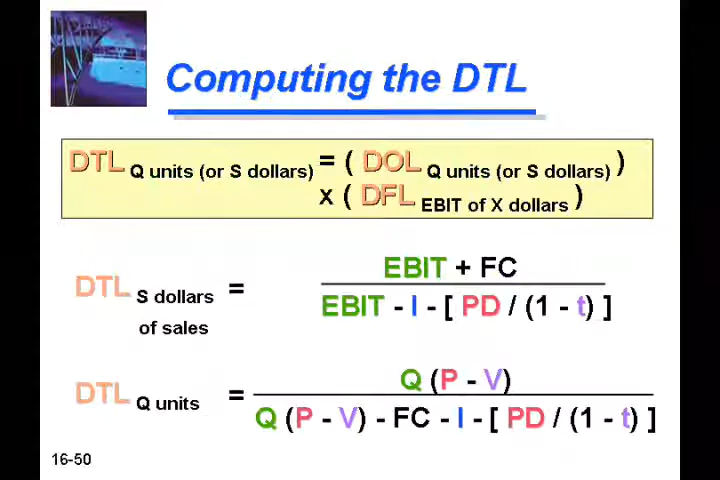 Computing the DTL
DTL Q units (or S dollars) = ( DOL Q units (or S dollars) )
x ( DFL EBIT of X dollars )
DTL S dollars of sales = EBIT + FC
EBIT - I - [ PD / (1 - t) ]
DTL Q units = Q (P - V)
Q (P - V) - FC - I - [ PD / (1 - t) ]
16-50